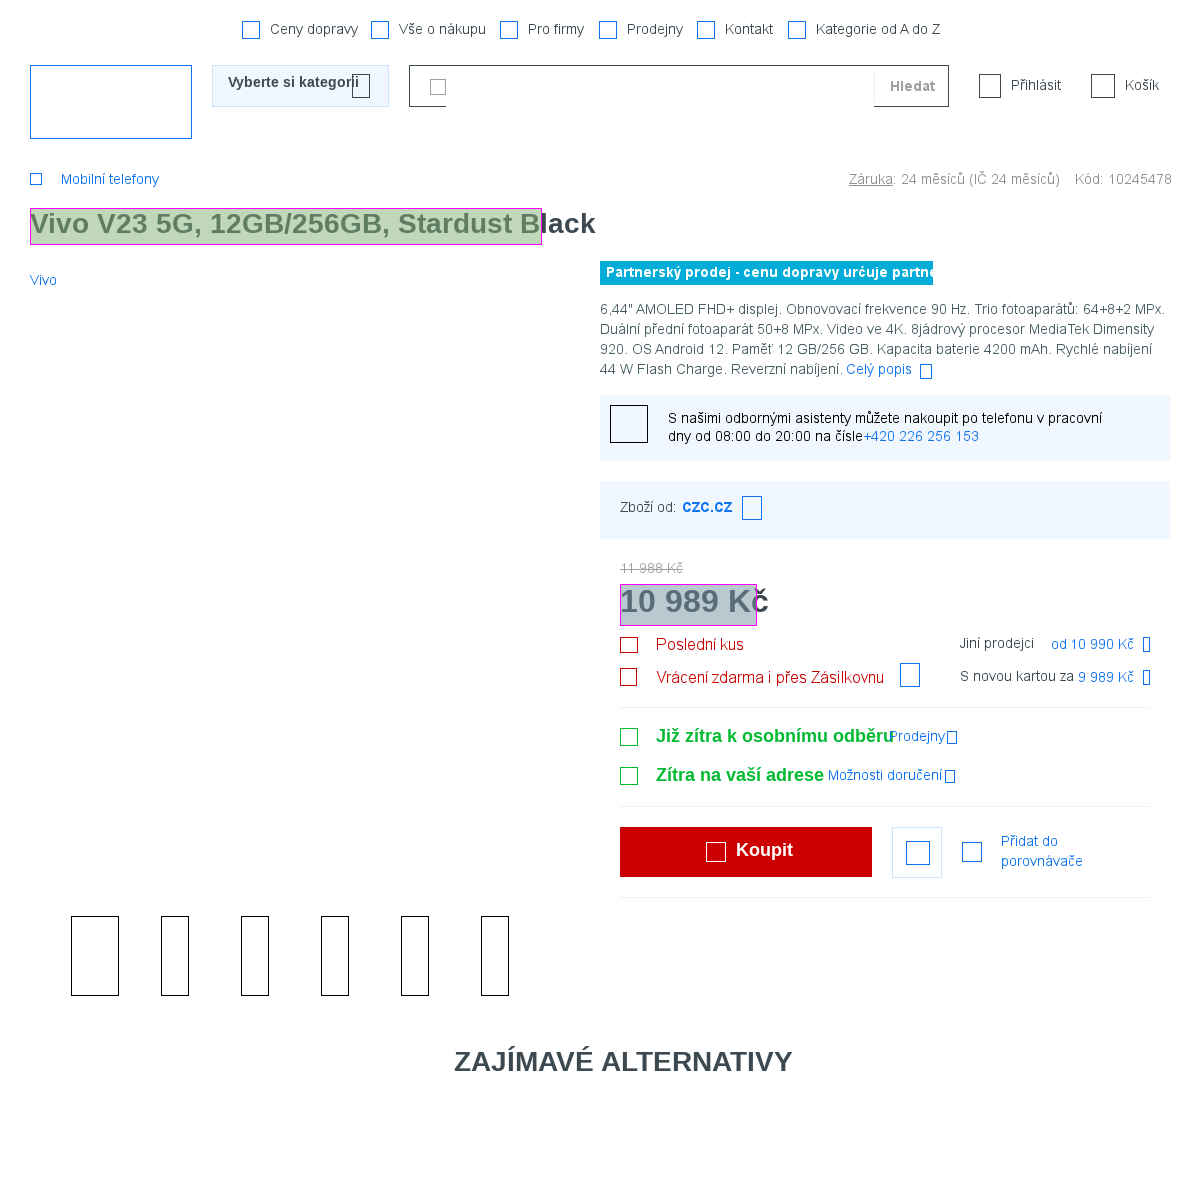 Ceny dopravy Vše o nákupu Pro firmy Prodejny Kontakt Kategorie od A do Z
Vyberte si kategorii Hledat Přihlásit Košík
Mobilní telefony Záruka: 24 měsíců (IČ 24 měsíců) Kód: 10245478
Vivo V23 5G, 12GB/256GB, Stardust Black
Vivo
Partnerský prodej - cenu dopravy určuje partne
6,44" AMOLED FHD+ displej. Obnovovací frekvence 90 Hz. Trio fotoaparátů: 64+8+2 MPx.
Duální přední fotoaparát 50+8 MPx. Video ve 4K. 8jádrový procesor MediaTek Dimensity
920. OS Android 12. Paměť 12 GB/256 GB. Kapacita baterie 4200 mAh. Rychlé nabíjení
44 W Flash Charge. Reverzní nabíjení. Celý popis
S našimi odbornými asistenty můžete nakoupit po telefonu v pracovní
dny od 08:00 do 20:00 na čísle+420 226 256 153
Zboží od: czc.cz
11 988 Kč
10 989 Kč
Poslední kus Jiní prodejci od 10 990 Kč
Vrácení zdarma i přes Zásilkovnu S novou kartou za 9 989 Kč
Již zítra k osobnímu odběru Prodejny
Zítra na vaší adrese Možnosti doručení
Koupit Přidat do
porovnávače
ZAJÍMAVÉ ALTERNATIVY